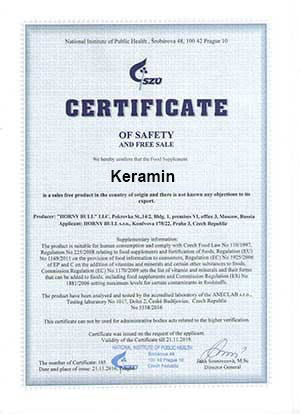 National Institute of Public Health, Šrobárova 48, 100 42 Prague 10
SZÚ
CERTIFICATE
OF SAFETY
AND FREE SALE
We hereby confirm that the Food Supplement
Keramin
is a sales free product in the country of origin and there is not known any objections to its
export.
Producer: "HORNY BULL" LLC, Pokrovka St.,14/2, Bldg. 1, premises VI, office 3, Moscow, Russia
Applicant: HORNY BULL s.r.o., Koněvova 178/22, Praha 3, Czech Republic
Supplementary information:
The product is suitable for human consumption and comply with Czech Food Law No 110/1997,
Regulation No 225/2008 relating to food supplements and fortification of foods, Regulation (EU)
No 1169/2011 on the provision of food information to consumers, Regulation (EC) No 1925/2006
of EP and C on the addition of vitamins and minerals and certain other substances to foods,
Commission Regulation (EC) No 1170/2009 with the list of vitamin and minerals and their forms
that can be added to foods, including food supplements and Commission Regulation (ES) No
1881/2006 setting maximum levels for certain contaminants in foodstuffs.
The product have been analysed and tested by the accredited laboratory of the ANECLAB s.r.o.,
Testing laboratory No 1017, Dolní 2, České Budějovice, Czech Republic
No 3358/2016
This certificate can not be used for administrative bodies acts related to the higher verification.
Certificate was issued on the request of the applicant.
Validity of Certificate till 21.11.2019.
NATIONAL INSTITUTE OF PUBLIC HEALTH
Šrobárova 48
100 42 Praha 10
Czech Republic
Certificate No: 185
Date and place of issue: 21.11.2016, Prague
Jitka Sosnovcová, M.Sc
Director General